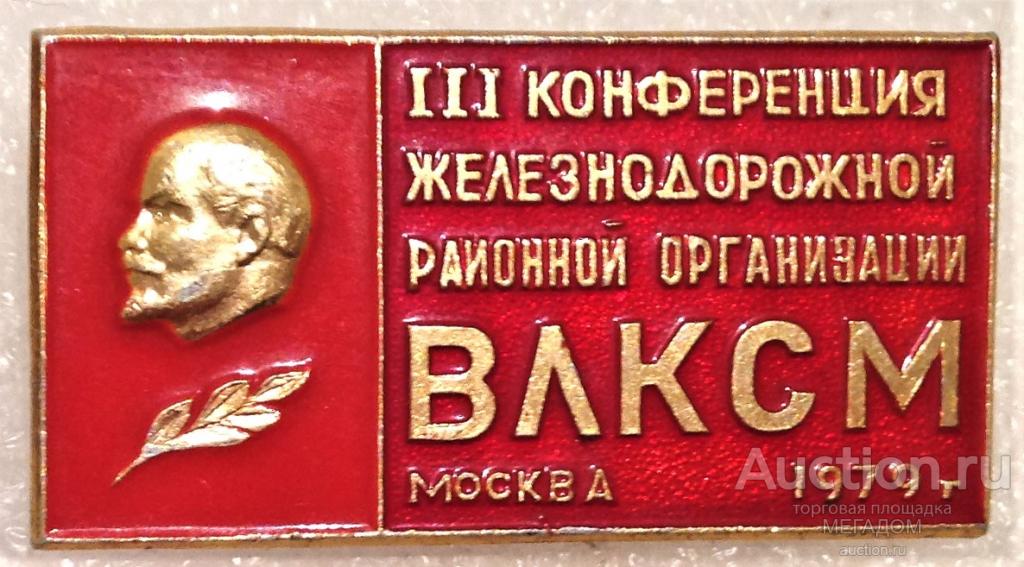 III КОНФЕРЕНЦИЯ
ЖЕЛЕЗНОДОРОЖНОЙ
РАЙОННОЙ ОРГАНИЗАЦИИ
ВЛКСМ
МОСКВА 1979 г
Auction.ru
торговая площадка
МЕГАДОМ
auction.ru